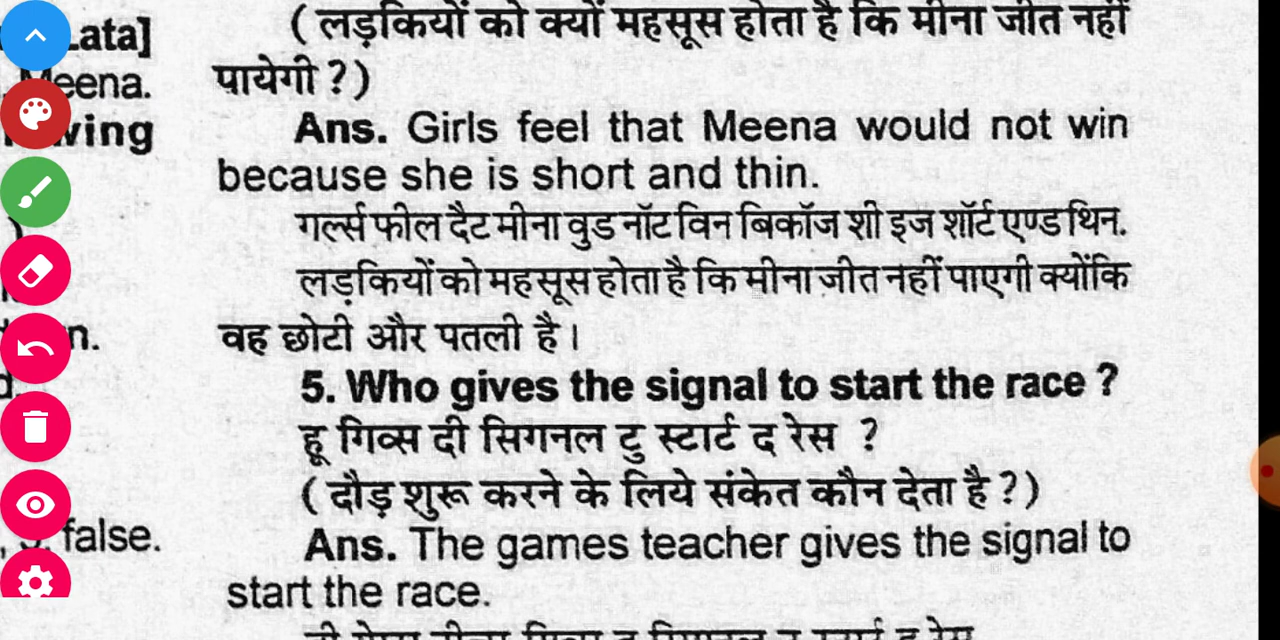 Lata]
Meena.
ving
n.
false.
( लड़कियों को क्यों महसूस होता है कि मीना जीत नहीं
पायेगी ? )
Ans. Girls feel that Meena would not win
because she is short and thin.
गर्ल्स फील दैट मीना वुड नॉट विन बिकॉज शी इज शॉर्ट एण्ड थिन.
लड़कियों को महसूस होता है कि मीना जीत नहीं पाएगी क्योंकि
वह छोटी और पतली है ।
5. Who gives the signal to start the race ?
हू गिव्स दी सिगनल टु स्टार्ट द रेस ?
( दौड़ शुरू करने के लिये संकेत कौन देता है ? )
Ans. The games teacher gives the signal to
start the race.